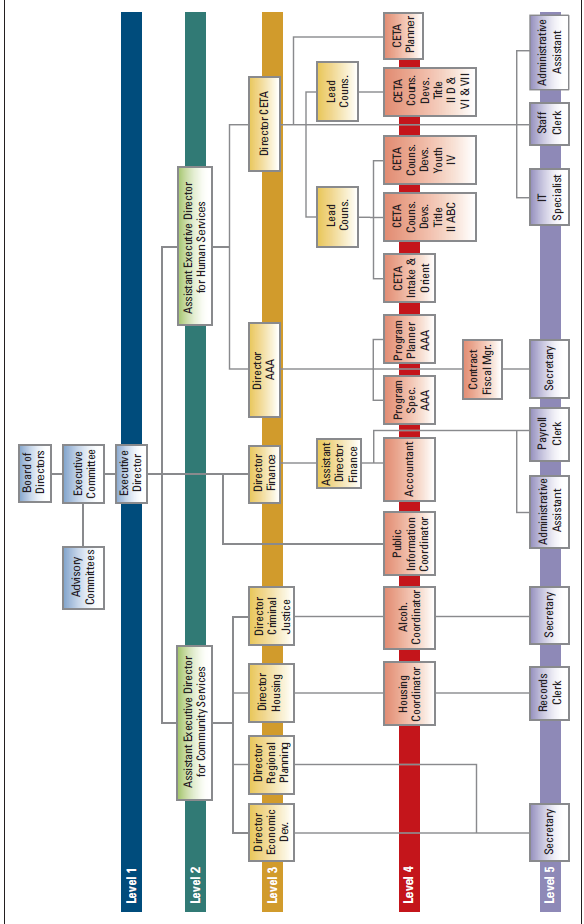 Board of
Directors
Executive
Committee
Advisory
Committees
Level 1
Executive
Director
Level 2
Assistant Executive Director
for Community Services
Assistant Executive Director
for Human Services
Level 3
Director
Economic
Dev.
Director
Regional
Planning
Director
Housing
Director
Criminal
Justice
Director
Finance
Director
AAA
Director CETA
Assistant
Director
Finance
Lead
Couns.
Lead
Couns.
Level 4
Housing
Coordinator
Alcoh.
Coordinator
Public
Information
Coordinator
Accountant
Program
Spec.
AAA
Program
Planner
AAA
CETA
Intake &
Orient
CETA
Couns.
Devs.
Title
II ABC
CETA
Couns.
Devs.
Youth
IV
CETA
Couns.
Devs.
Title
II D &
VI & VII
CETA
Planner
Contract
Fiscal Mgr.
Level 5
Secretary
Records
Clerk
Secretary
Administrative
Assistant
Payroll
Clerk
Secretary
IT
Specialist
Staff
Clerk
Administrative
Assistant